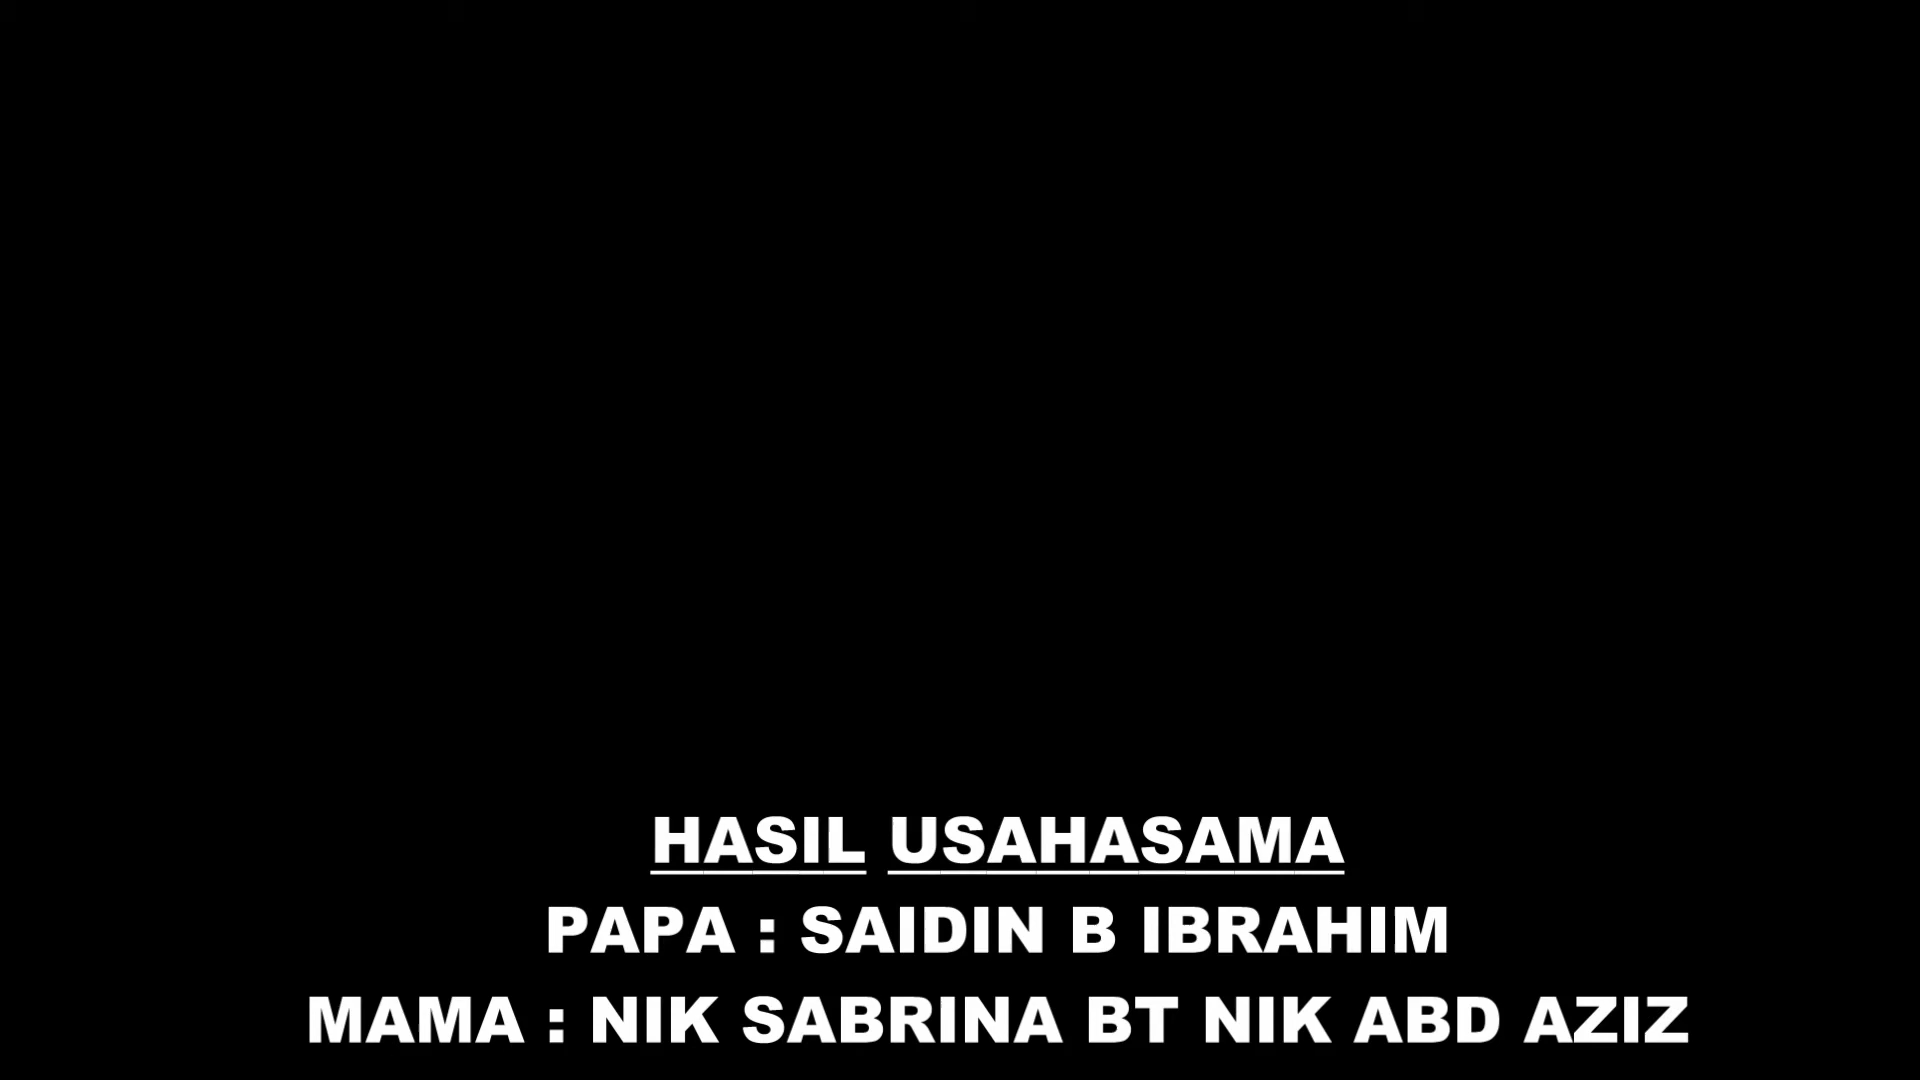 HASIL USAHASAMA
PAPA : SAIDIN B IBRAHIM
MAMA : NIK SABRINA BT NIK ABD AZIZ